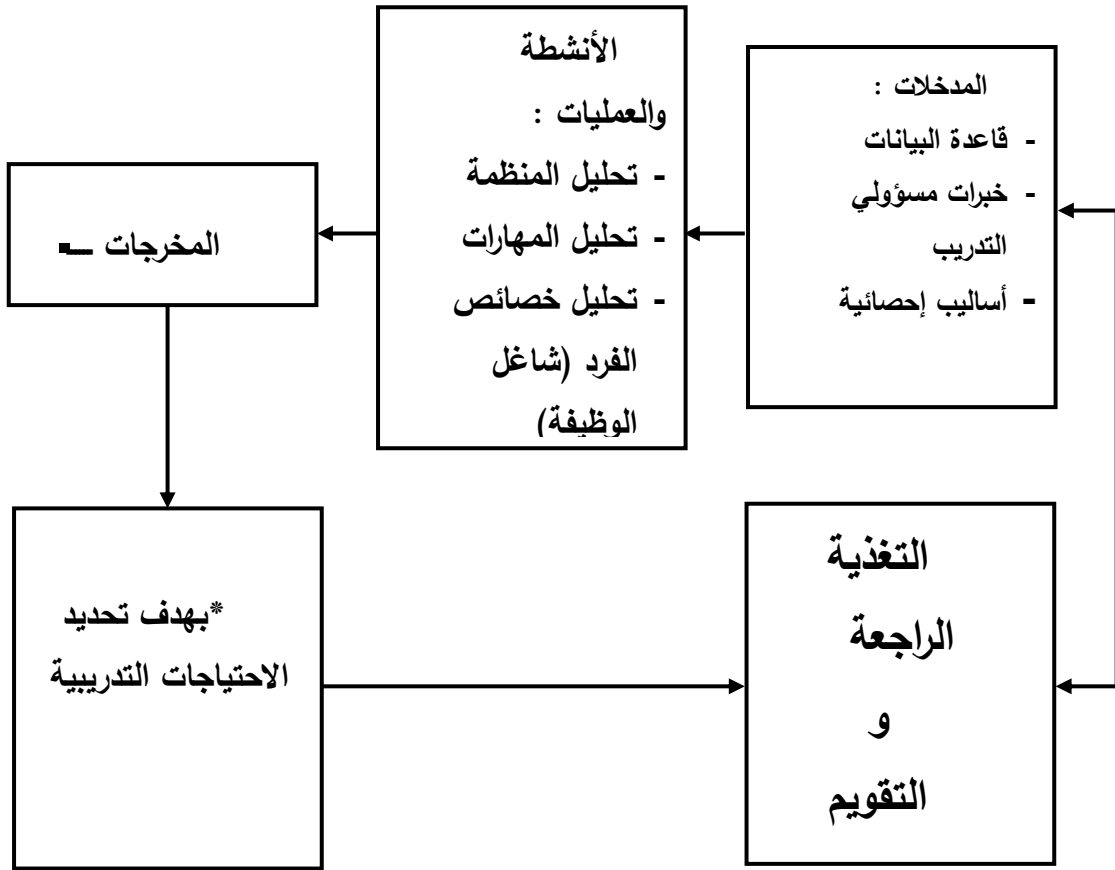 المدخلات :
- قاعدة البيانات
- خبرات مسؤولي
التدريب
- أساليب إحصائية
الأنشطة
والعمليات :
- تحليل المنظمة
- تحليل المهارات
- تحليل خصائص
الفرد (شاغل
الوظيفة)
المخرجات
*بهدف تحديد
الاحتياجات التدريبية
التغذية
الراجعة
و
التقويم